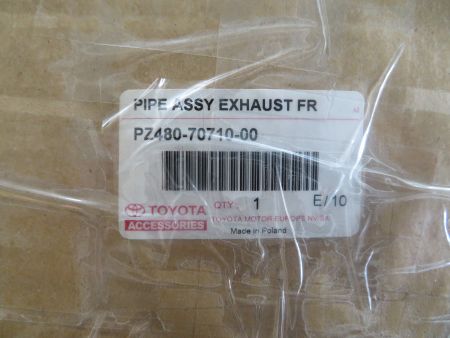 PIPE ASSY EXHAUST FR
PZ480-70710-00
QTY: 1 E/10
TOYOTA
ACCESSORIES
TOYOTA MOTOR EUROPE NV/SA
Made in Poland